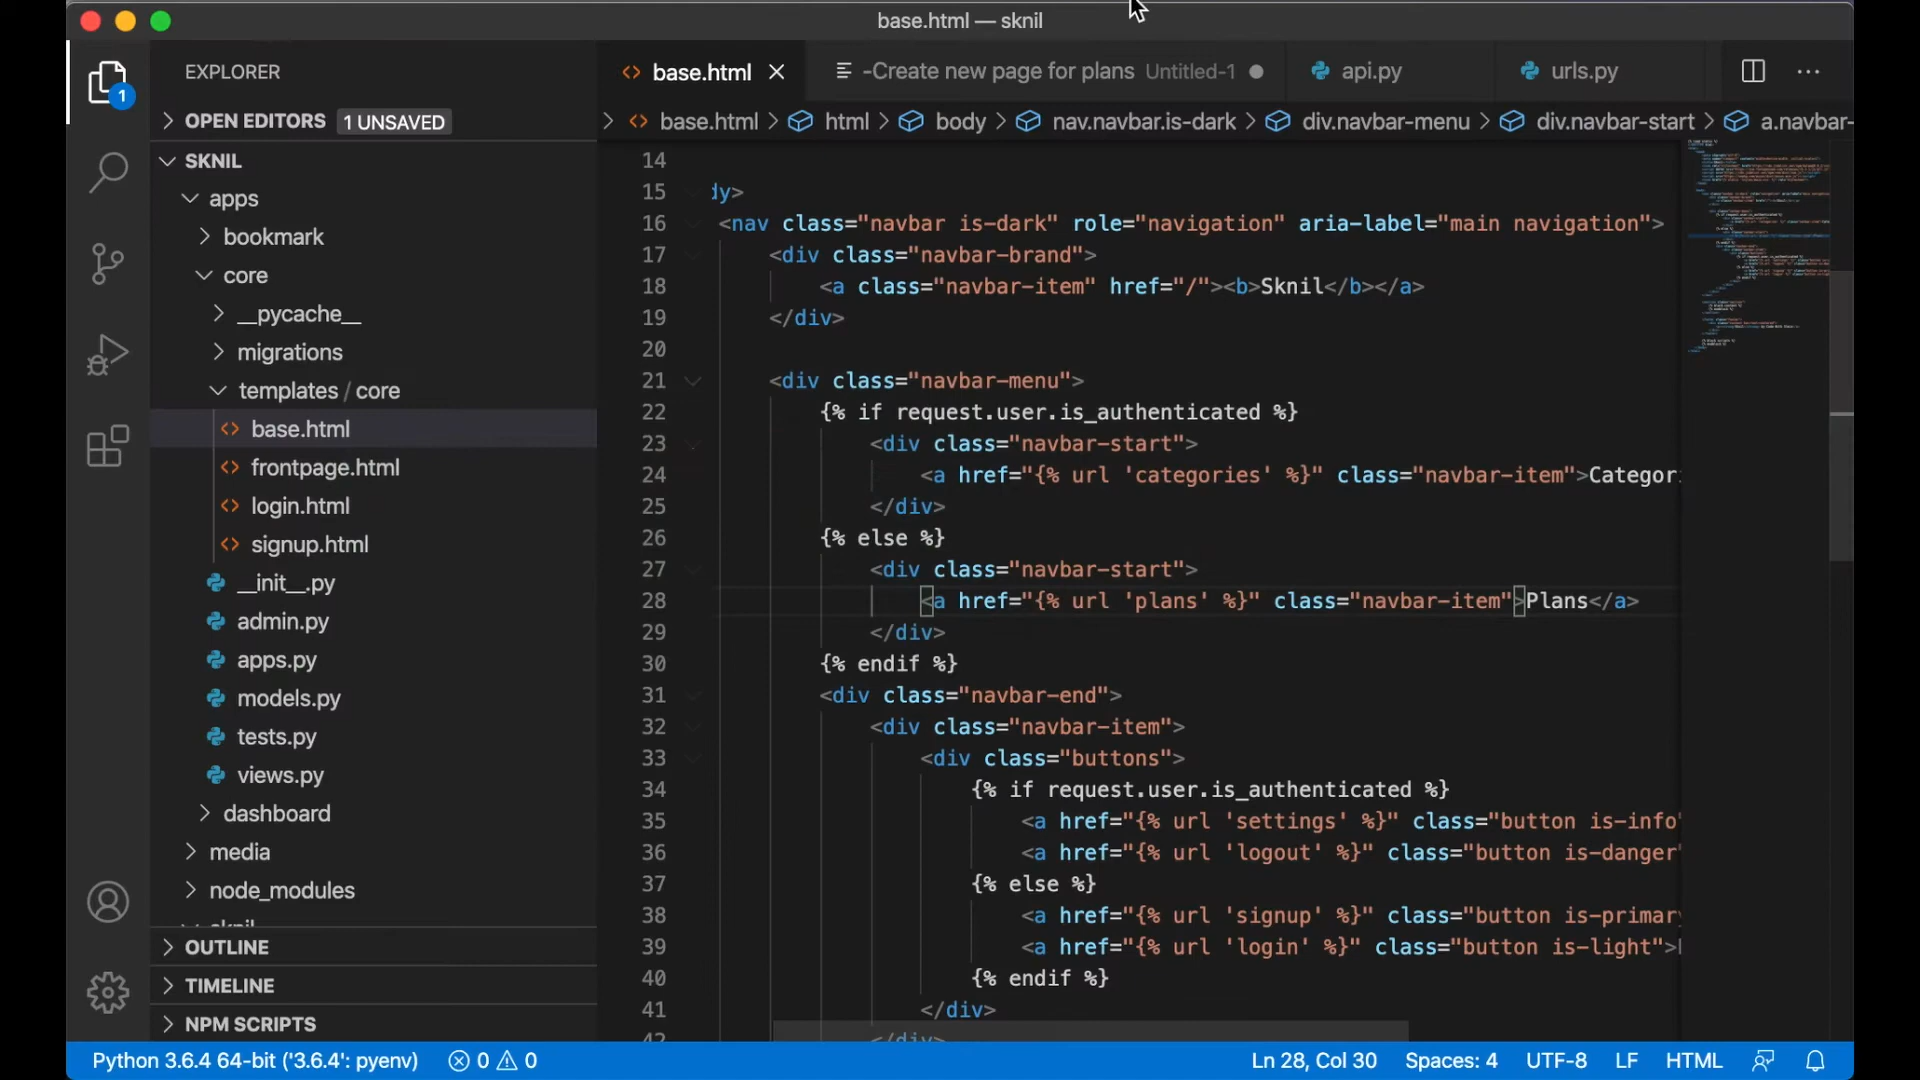 base.html — sknil
EXPLORER
OPEN EDITORS 1 UNSAVED
SKNIL
apps
bookmark
core
__pycache__
migrations
templates / core
base.html
frontpage.html
login.html
signup.html
__init__.py
admin.py
apps.py
models.py
tests.py
views.py
dashboard
media
node_modules
OUTLINE
TIMELINE
NPM SCRIPTS
1
base.html -Create new page for plans Untitled-1 api.py urls.py
base.html > html > body > nav.navbar.is-dark > div.navbar-menu > div.navbar-start > a.navbar-
14
15 dy>
16 <nav class="navbar is-dark" role="navigation" aria-label="main navigation">
17 <div class="navbar-brand">
18 <a class="navbar-item" href="/"><b>Sknil</b></a>
19 </div>
20
21 <div class="navbar-menu">
22 {% if request.user.is_authenticated %}
23 <div class="navbar-start">
24 <a href="{% url 'categories' %}" class="navbar-item">Categor
25 </div>
26 {% else %}
27 <div class="navbar-start">
28 <a href="{% url 'plans' %}" class="navbar-item">Plans</a>
29 </div>
30 {% endif %}
31 <div class="navbar-end">
32 <div class="navbar-item">
33 <div class="buttons">
34 {% if request.user.is_authenticated %}
35 <a href="{% url 'settings' %}" class="button is-info"
36 <a href="{% url 'logout' %}" class="button is-danger
37 {% else %}
38 <a href="{% url 'signup' %}" class="button is-primar
39 <a href="{% url 'login' %}" class="button is-light">
40 {% endif %}
41 </div>
42 </div>
Python 3.6.4 64-bit ('3.6.4': pyenv) 0 0 Ln 28, Col 30 Spaces: 4 UTF-8 LF HTML